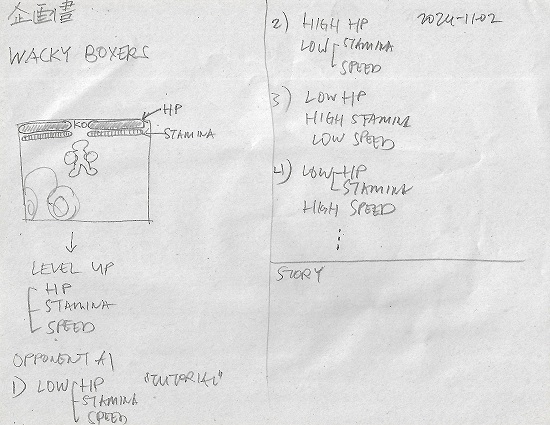 企画書
WACKY BOXERS
KO
HP
STAMINA
LEVEL UP
HP
STAMINA
SPEED
OPPONENT AI
1) LOW HP "TUTORIAL"
STAMINA
SPEED
2) HIGH HP
LOW STAMINA
SPEED
2024-11-02
3) LOW HP
HIGH STAMINA
LOW SPEED
4) LOW HP
STAMINA
HIGH SPEED
STORY